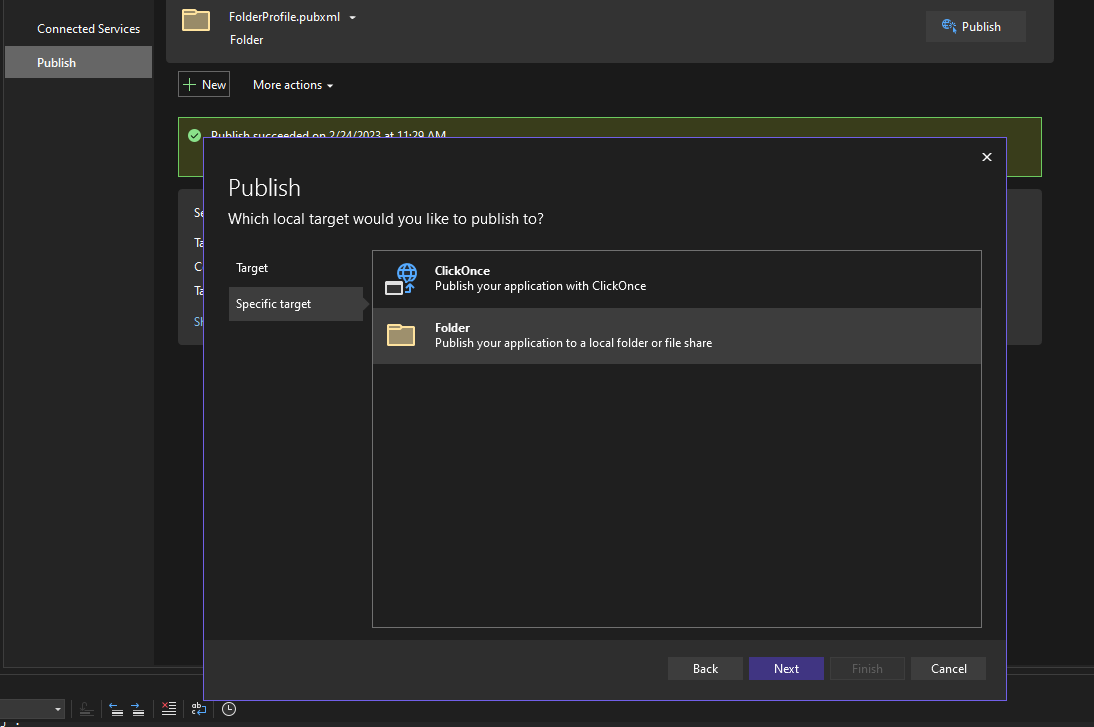 Connected Services
Publish
FolderProfile.pubxml
Folder
Publish
New
More actions
Publish succeeded on 2/24/2023 at 11:29 AM.
Publish
Which local target would you like to publish to?
Target
Specific target
ClickOnce
Publish your application with ClickOnce
Folder
Publish your application to a local folder or file share
Back
Next
Finish
Cancel